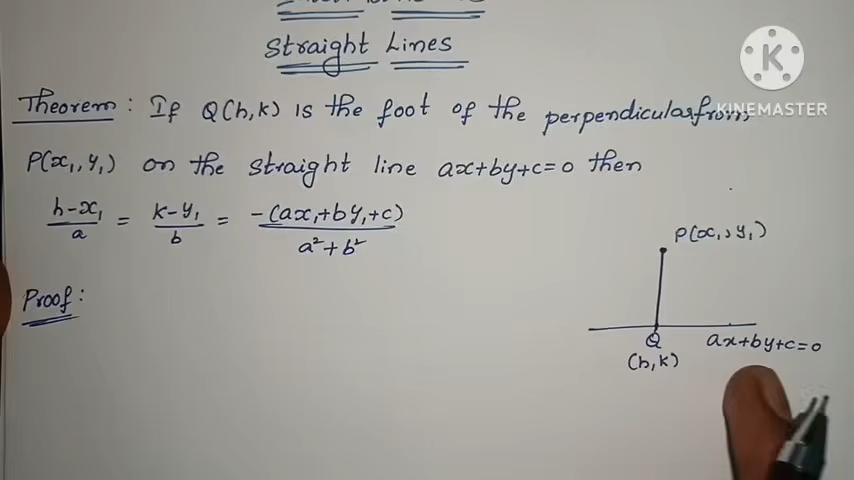 Straight Lines
K
KINEMASTER
Theorem : If Q(h,k) is the foot of the perpendicular from
P(x₁, y₁) on the straight line ax+by+c=0 then
h-x₁/a = k-y₁/b = -(ax₁+by₁+c)/a²+b²
P(x₁, y₁)
Proof :
Q
ax+by+c=0
(h,k)